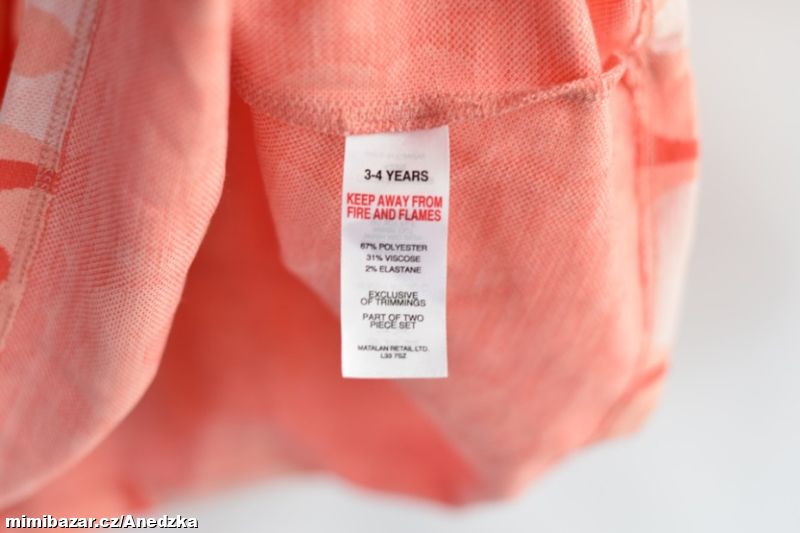 3-4 YEARS
KEEP AWAY FROM
FIRE AND FLAMES
67% POLYESTER
31% VISCOSE
2% ELASTANE
EXCLUSIVE
OF TRIMMINGS
PART OF TWO
PIECE SET
MATALAN RETAIL LTD.
L33 7SZ
mimibazar.cz/Anedzka